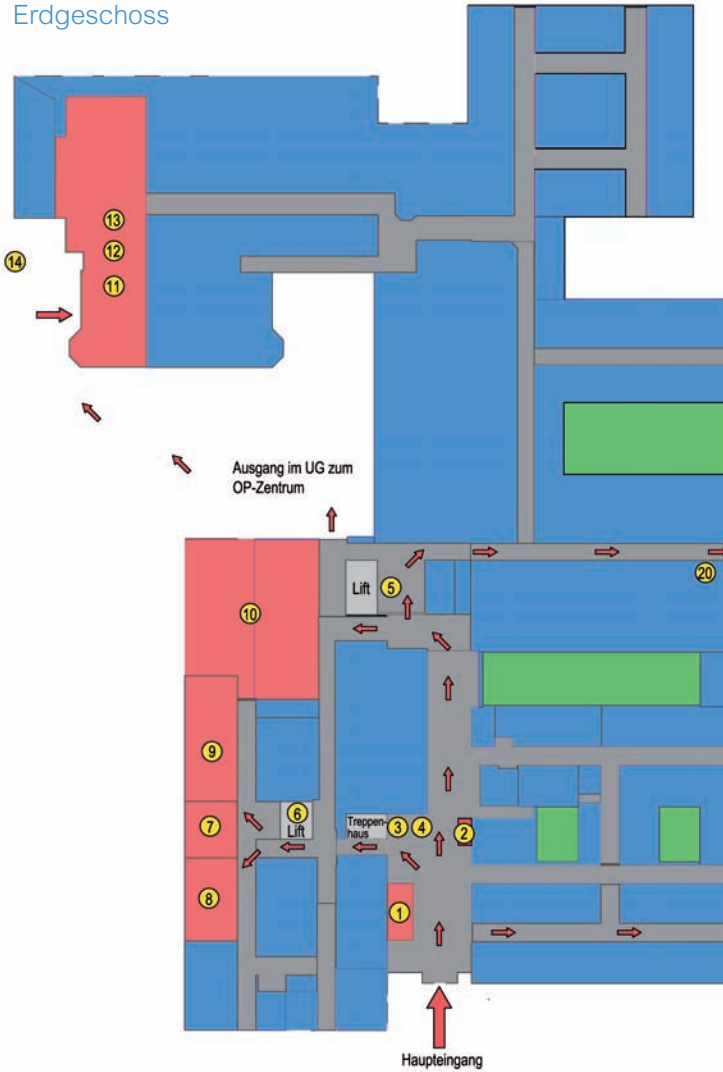 Erdgeschoss
13
12
14
11
Ausgang im UG zum
OP-Zentrum
Lift
5
20
10
9
6
Lift
7
Treppen-
haus
3
4
2
8
1
Haupteingang